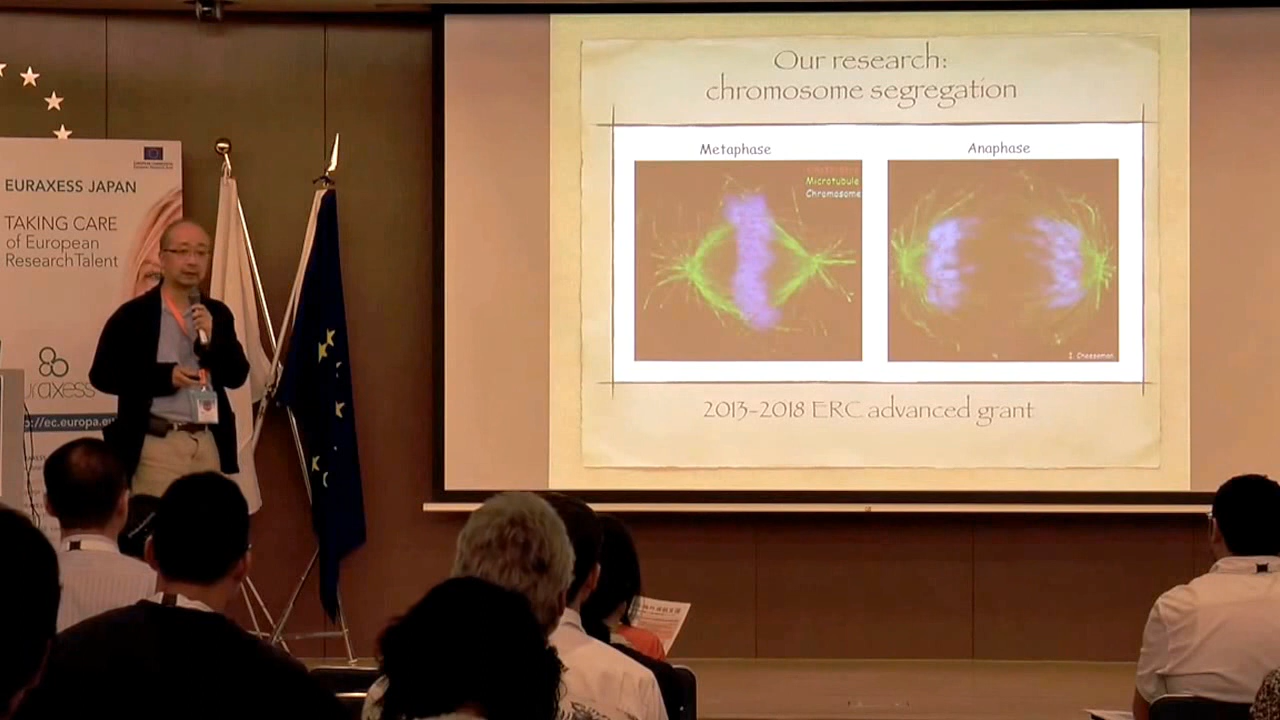 Our research:
chromosome segregation
Metaphase
Anaphase
Microtubule
Chromosome
2013-2018 ERC advanced grant
EURAXESS JAPAN
TAKING CARE
of European
Research Talent